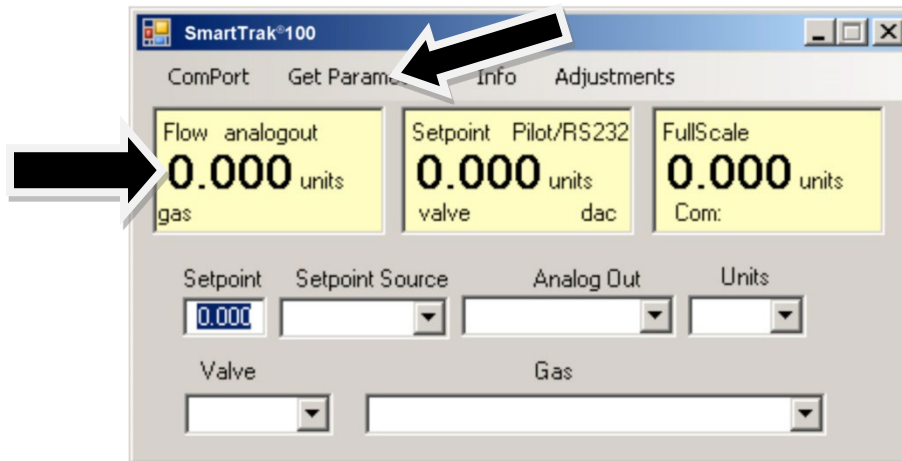 SmartTrak®100
ComPort Get Info Adjustments
Flow analogout
0.000 units
gas
Setpoint Pilot/RS232
0.000 units
valve dac
FullScale
0.000 units
Com:
Setpoint Setpoint Source Analog Out Units
0.000
Valve Gas